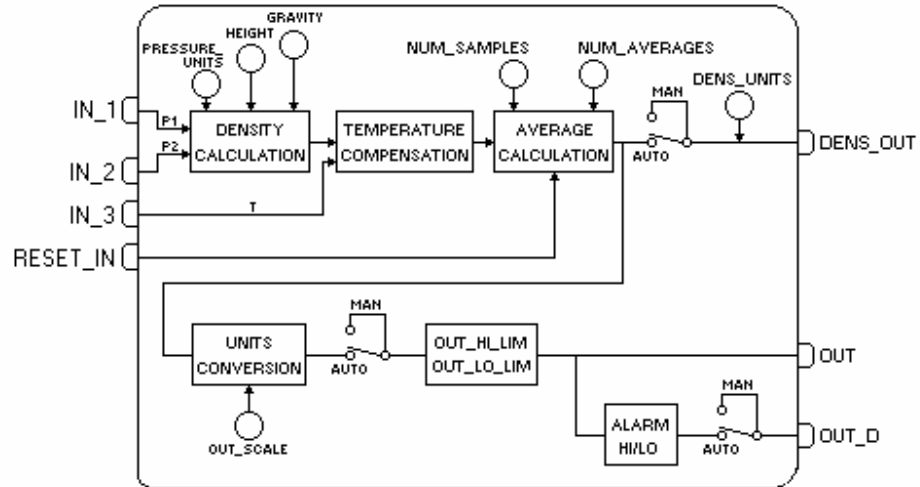 GRAVITY
HEIGHT
PRESSURE_
UNITS
NUM_SAMPLES
NUM_AVERAGES
DENS_UNITS
MAN
IN_1
P1
DENSITY
CALCULATION
TEMPERATURE
COMPENSATION
AVERAGE
CALCULATION
AUTO
DENS_OUT
P2
IN_2
IN_3
T
RESET_IN
MAN
UNITS
CONVERSION
AUTO
OUT_HI_LIM
OUT_LO_LIM
OUT
MAN
OUT_SCALE
ALARM
HI/LO
AUTO
OUT_D